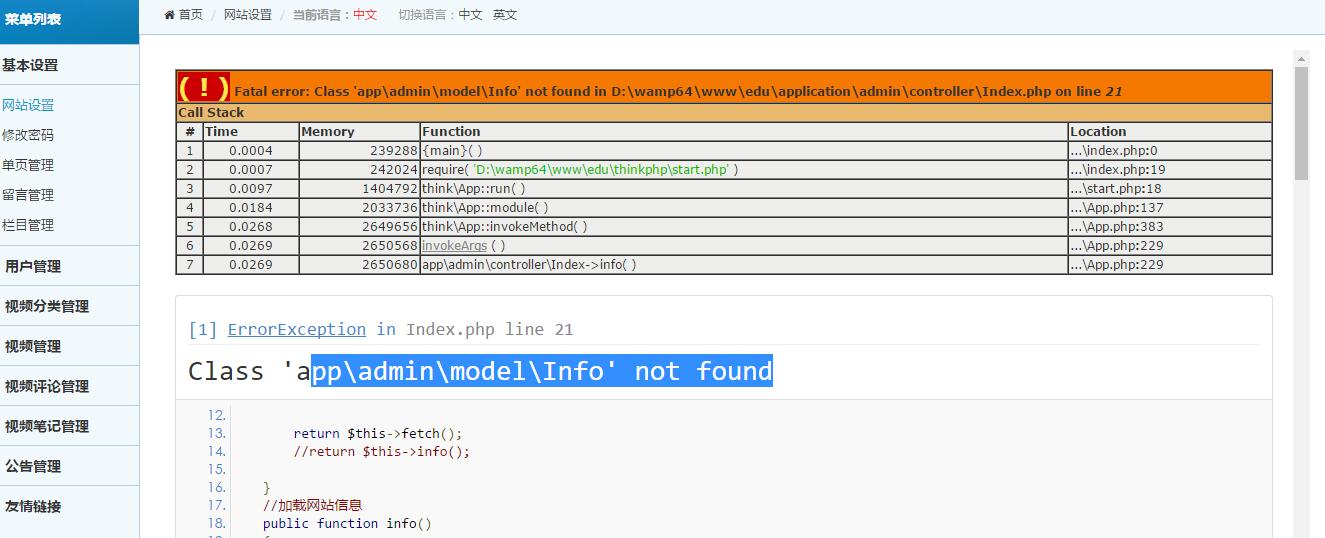 菜单列表
首页 / 网站设置 / 当前语言：中文 切换语言：中文 英文
基本设置
网站设置
修改密码
单页管理
留言管理
栏目管理
用户管理
视频分类管理
视频管理
视频评论管理
视频笔记管理
公告管理
友情链接
( ! ) Fatal error: Class 'app\admin\model\Info' not found in D:\wamp64\www\edu\application\admin\controller\Index.php on line 21
Call Stack
# Time Memory Function Location
1 0.0004 239288 {main}( ) ...\index.php:0
2 0.0007 242024 require( 'D:\wamp64\www\edu\thinkphp\start.php' ) ...\index.php:19
3 0.0097 1404792 think\App::run( ) ...\start.php:18
4 0.0184 2033736 think\App::module( ) ...\App.php:137
5 0.0268 2649656 think\App::invokeMethod( ) ...\App.php:383
6 0.0269 2650568 invokeArgs ( ) ...\App.php:229
7 0.0269 2650680 app\admin\controller\Index->info( ) ...\App.php:229
[1] ErrorException in Index.php line 21
Class 'app\admin\model\Info' not found
12.
13. return $this->fetch();
14. //return $this->info();
15.
16. }
17. //加载网站信息
18. public function info()